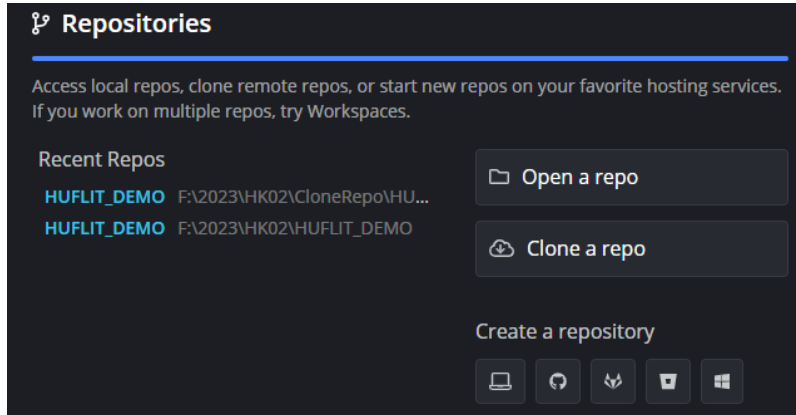 Repositories
Access local repos, clone remote repos, or start new repos on your favorite hosting services.
If you work on multiple repos, try Workspaces.
Recent Repos
HUFLIT_DEMO F:\2023\HK02\CloneRepo\HU...
HUFLIT_DEMO F:\2023\HK02\HUFLIT_DEMO
Open a repo
Clone a repo
Create a repository